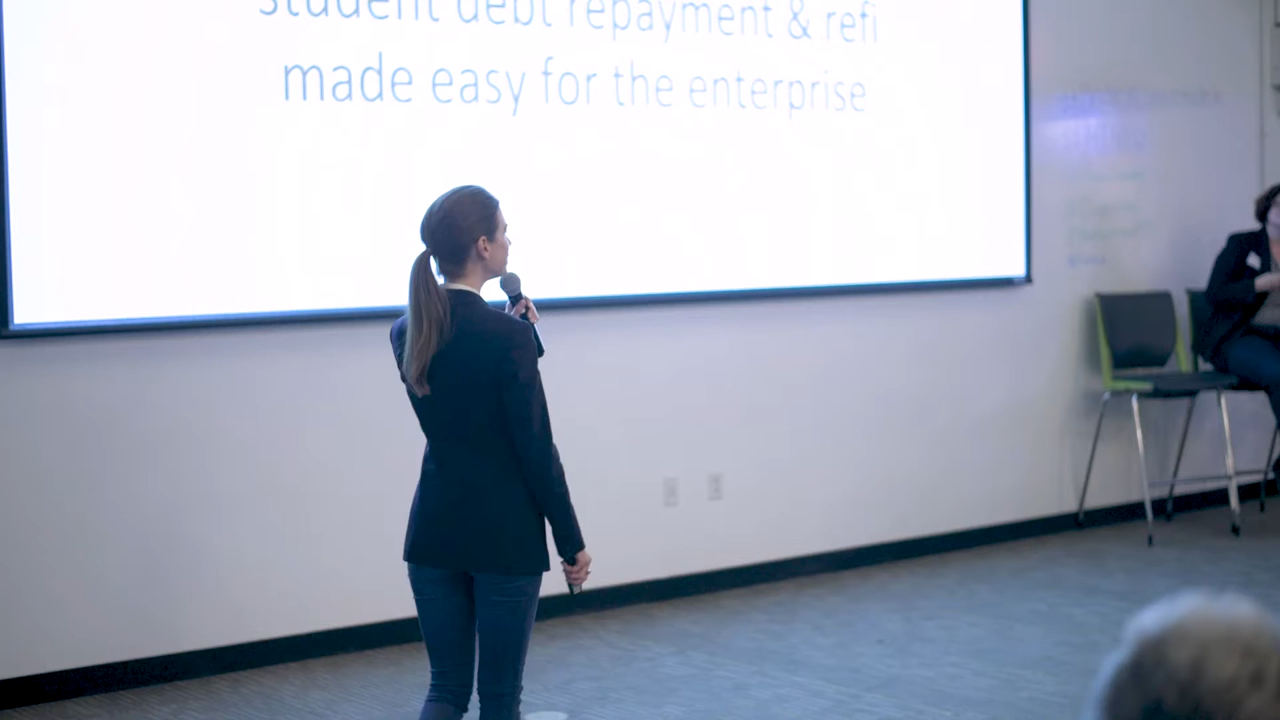 student debt repayment & refi
made easy for the enterprise